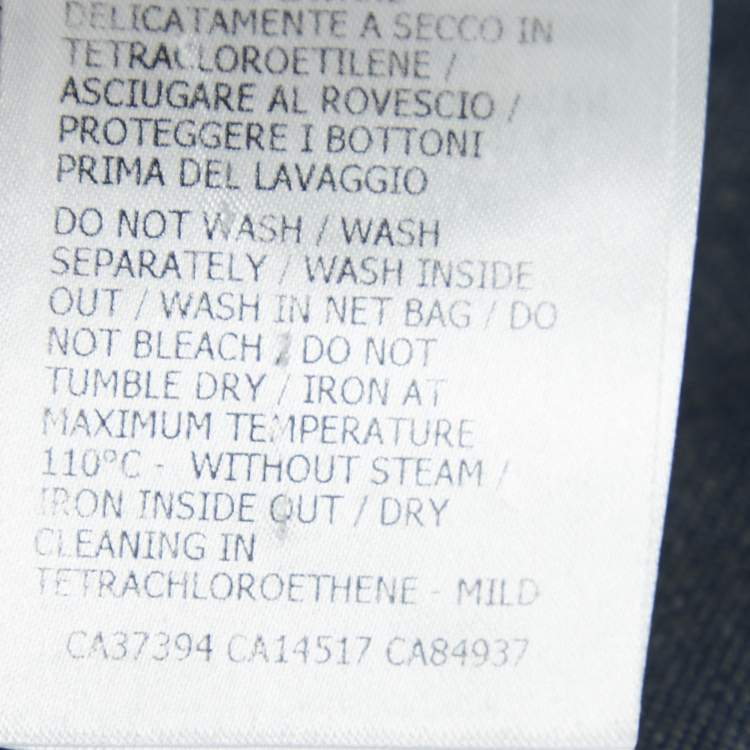 DELICATAMENTE A SECCO IN
TETRACLOROETILENE /
ASCIUGARE AL ROVESCIO /
PROTEGGERE I BOTTONI
PRIMA DEL LAVAGGIO
DO NOT WASH / WASH
SEPARATELY / WASH INSIDE
OUT / WASH IN NET BAG / DO
NOT BLEACH / DO NOT
TUMBLE DRY / IRON AT
MAXIMUM TEMPERATURE
110°C - WITHOUT STEAM /
IRON INSIDE OUT / DRY
CLEANING IN
TETRACHLOROETHENE - MILD
CA37394 CA14517 CA84937